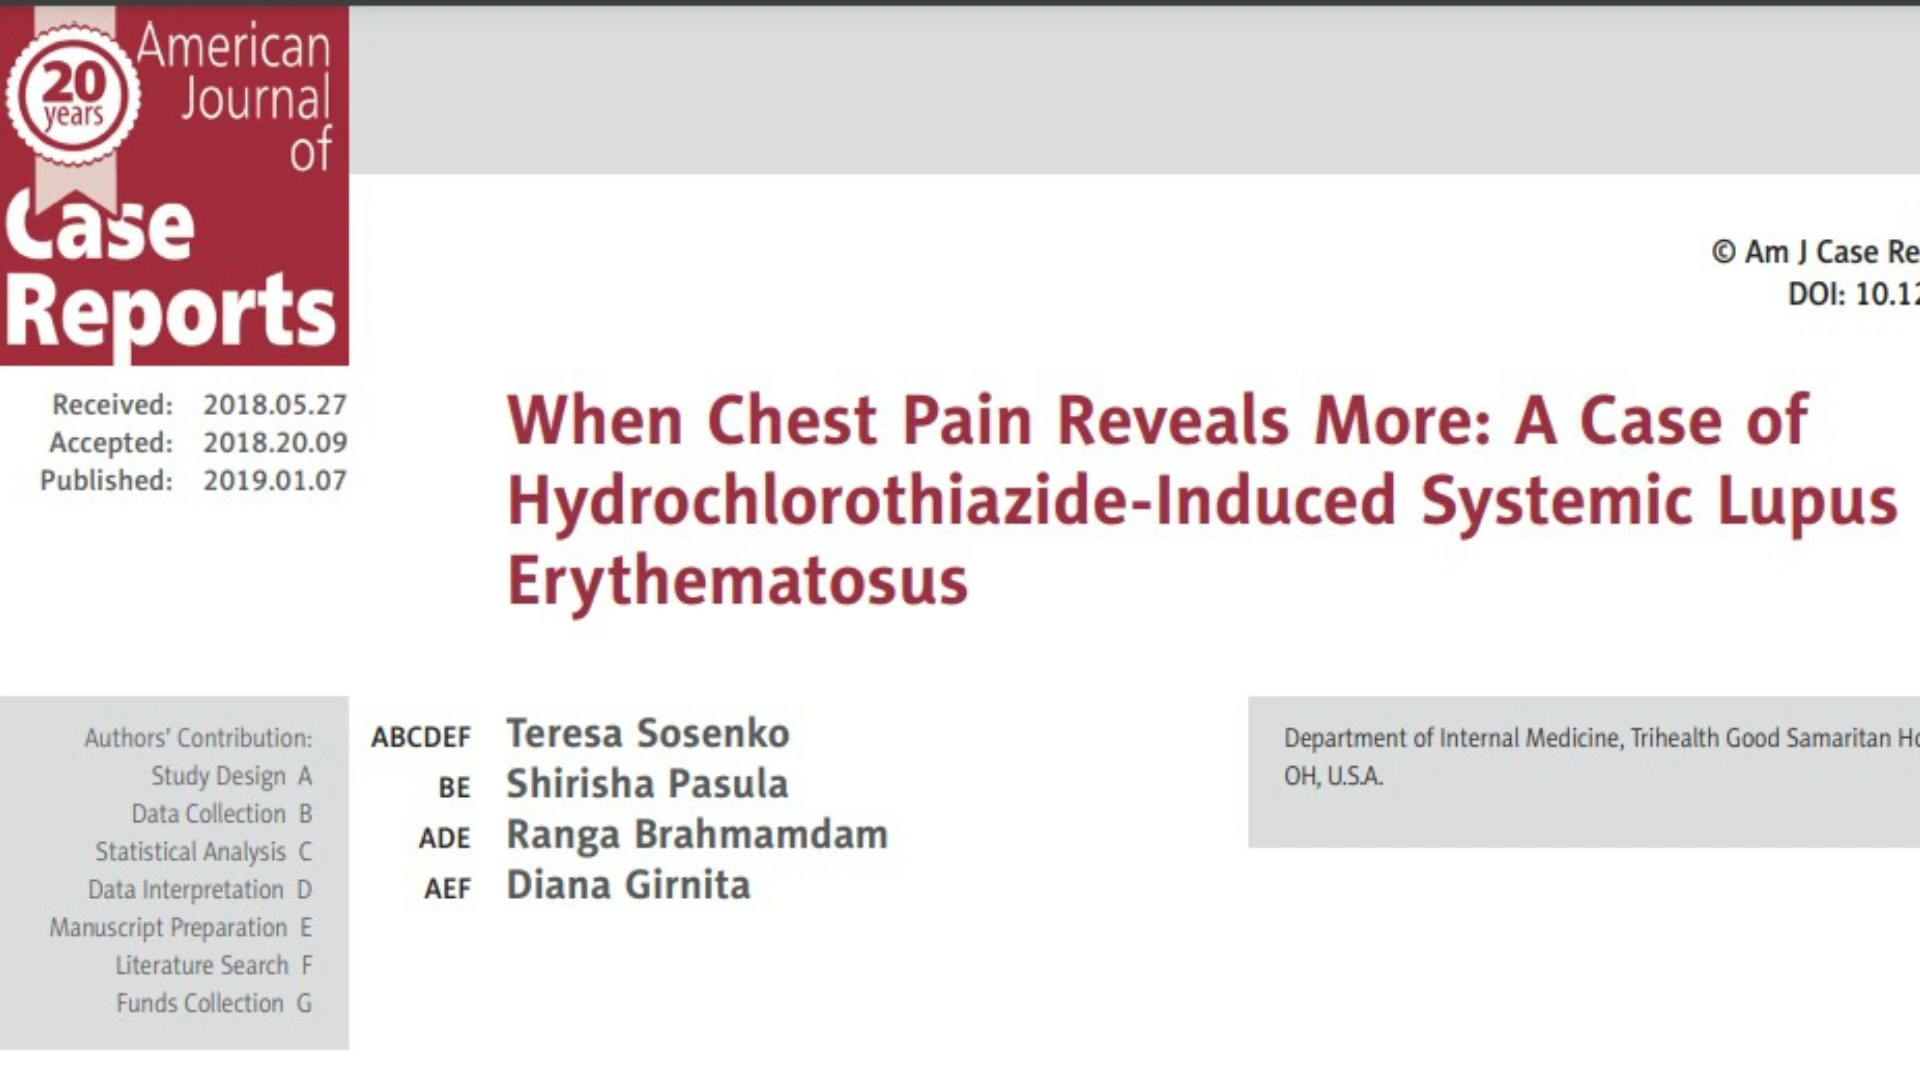 American
Journal
of
Case
Reports
20
years
© Am J Case Re
DOI: 10.12
Received: 2018.05.27
Accepted: 2018.20.09
Published: 2019.01.07
When Chest Pain Reveals More: A Case of
Hydrochlorothiazide-Induced Systemic Lupus
Erythematosus
Authors' Contribution:
Study Design A
Data Collection B
Statistical Analysis C
Data Interpretation D
Manuscript Preparation E
Literature Search F
Funds Collection G
ABCDEF Teresa Sosenko
BE Shirisha Pasula
ADE Ranga Brahmamdam
AEF Diana Girnita
Department of Internal Medicine, Trihealth Good Samaritan Ho
OH, U.S.A.